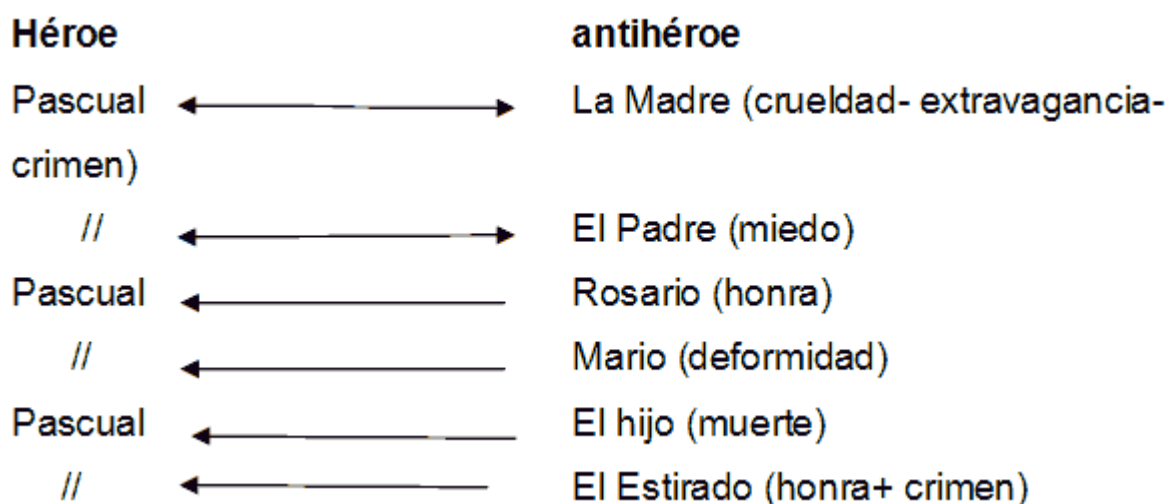 Héroe antihéroe
Pascual La Madre (crueldad- extravagancia-
crimen)
// El Padre (miedo)
Pascual Rosario (honra)
// Mario (deformidad)
Pascual El hijo (muerte)
// El Estirado (honra+ crimen)